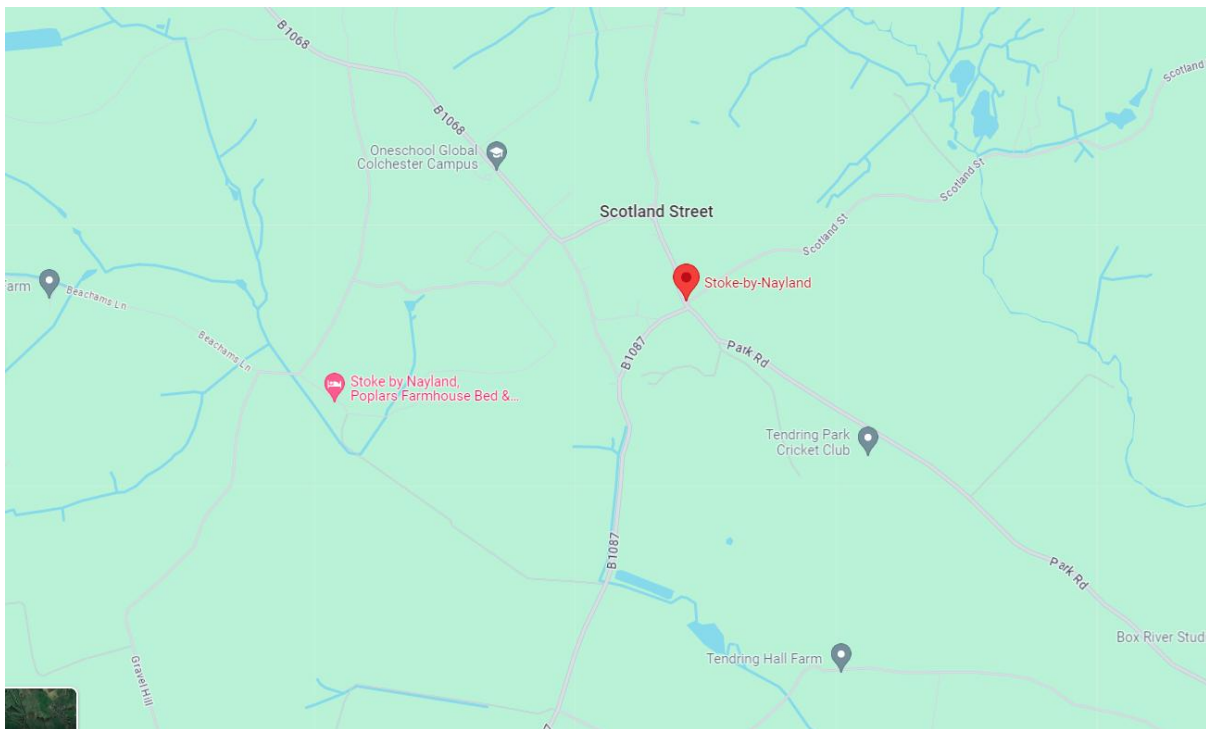 B1068
Scotland
B1068
Oneschool Global
Colchester Campus
Scotland St
Scotland Street
Scotland St
Stoke-by-Nayland
arm
Beachams Ln
Beachams Ln
B1087
Park Rd
Stoke by Nayland,
Poplars Farmhouse Bed &...
Tendring Park
Cricket Club
B1087
Park Rd
Box River Stud
Tendring Hall Farm
Gravel Hill
7